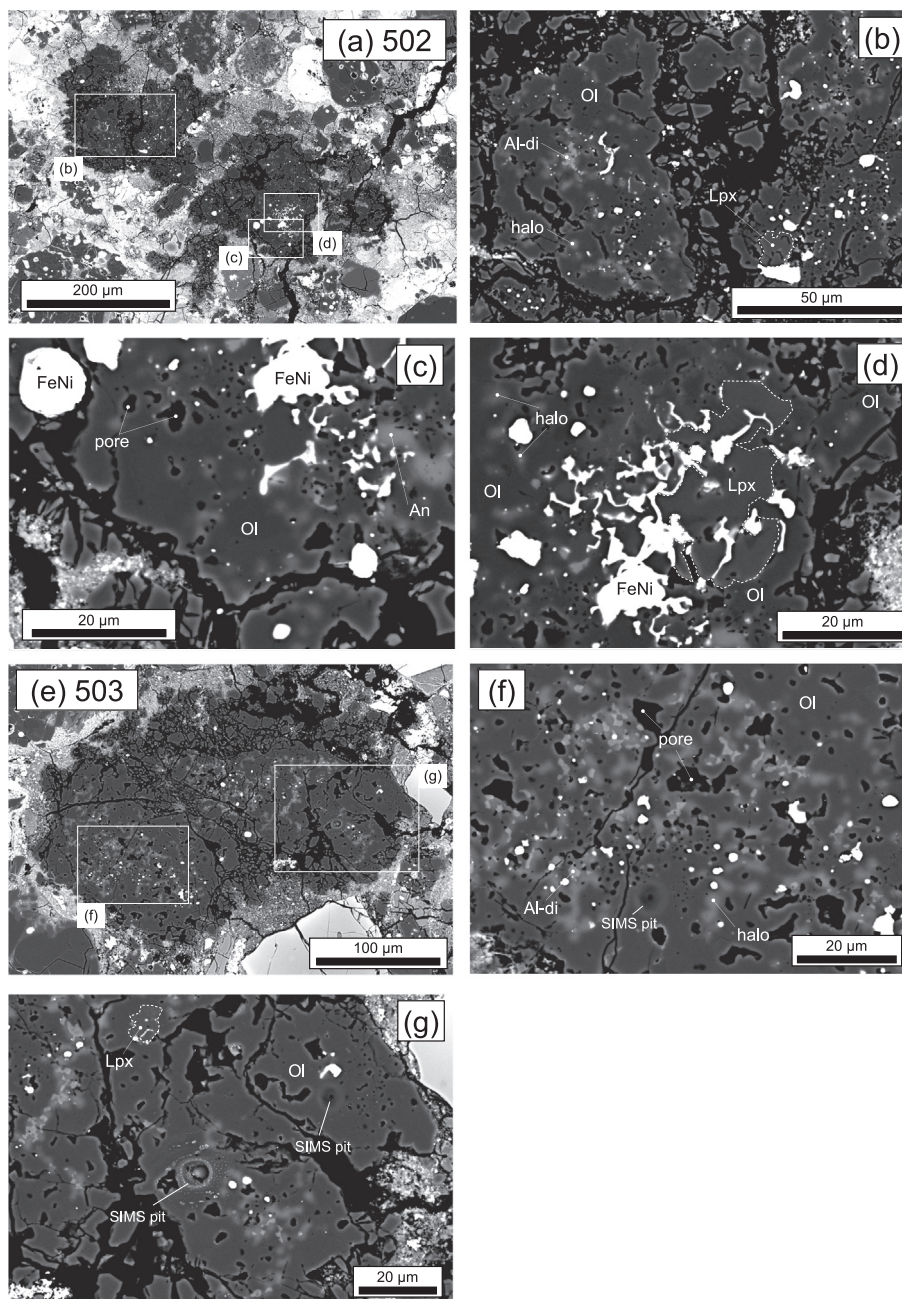 (a) 502
(b)
(c)
(d)
200 µm
(b)
Ol
Al-di
halo
Lpx
50 µm
(c)
FeNi
FeNi
pore
An
Ol
20 µm
(d)
halo
Ol
Ol
Lpx
FeNi
Ol
20 µm
(e) 503
(g)
(f)
100 µm
(f)
Ol
pore
Al-di
SIMS pit
halo
20 µm
(g)
Lpx
Ol
SIMS pit
SIMS pit
20 µm